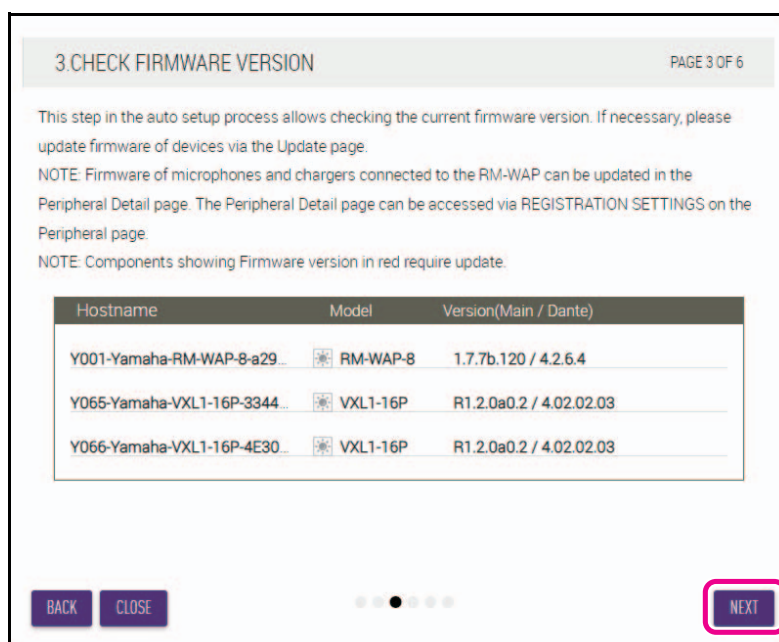 3.CHECK FIRMWARE VERSION PAGE 3 OF 6
This step in the auto setup process allows checking the current firmware version. If necessary, please
update firmware of devices via the Update page.
NOTE: Firmware of microphones and chargers connected to the RM-WAP can be updated in the
Peripheral Detail page. The Peripheral Detail page can be accessed via REGISTRATION SETTINGS on the
Peripheral page.
NOTE: Components showing Firmware version in red require update.
Hostname Model Version(Main / Dante)
Y001-Yamaha-RM-WAP-8-a29... RM-WAP-8 1.7.7b.120 / 4.2.6.4
Y065-Yamaha-VXL1-16P-3344... VXL1-16P R1.2.0a0.2 / 4.02.02.03
Y066-Yamaha-VXL1-16P-4E30... VXL1-16P R1.2.0a0.2 / 4.02.02.03
BACK CLOSE NEXT